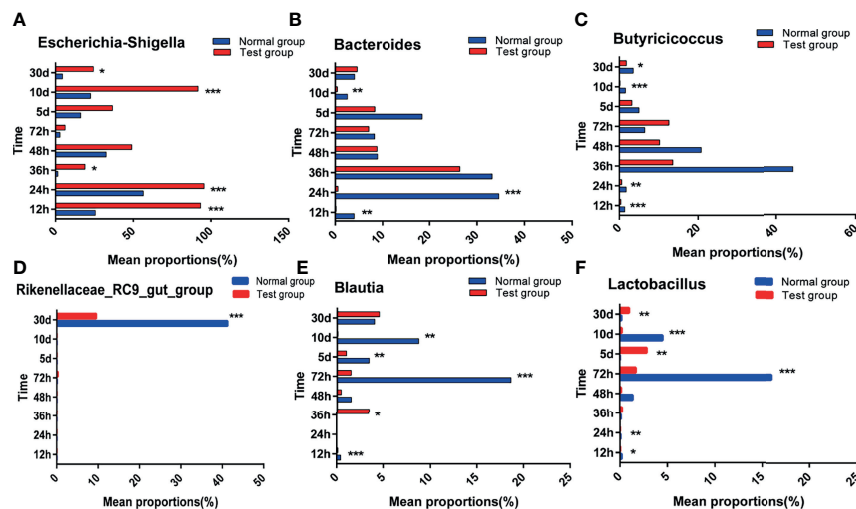 A
Escherichia-Shigella
Normal group
Test group
Time
30d
10d
5d
72h
48h
36h
24h
12h
*
***
*
***
***
0 50 100 150
Mean proportions(%)
B
Bacteroides
Normal group
Test group
Time
30d
10d
5d
72h
48h
36h
24h
12h
**
***
**
0 10 20 30 40 50
Mean proportions(%)
C
Butyricicoccus
Normal group
Test group
Time
30d
10d
5d
72h
48h
36h
24h
12h
*
***
**
***
0 20 40 60
Mean proportions(%)
D
Rikenellaceae_RC9_gut_group
Normal group
Test group
Time
30d
10d
5d
72h
48h
36h
24h
12h
***
0 10 20 30 40 50
Mean proportions(%)
E
Blautia
Normal group
Test group
Time
30d
10d
5d
72h
48h
36h
24h
12h
**
**
***
*
***
0 5 10 15 20 25
Mean proportions(%)
F
Lactobacillus
Normal group
Test group
Time
30d
10d
5d
72h
48h
36h
24h
12h
**
***
**
***
**
*
0 5 10 15 20 25
Mean proportions(%)